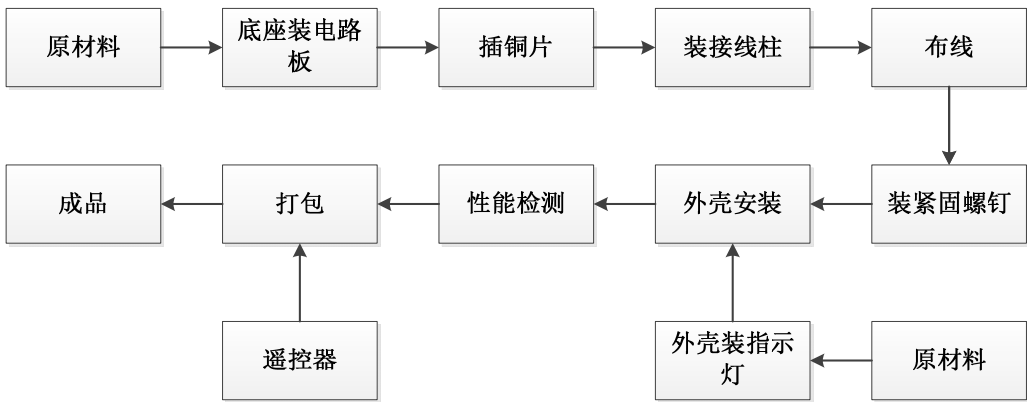 原材料
底座装电路
板
插铜片
装接线柱
布线
成品
打包
性能检测
外壳安装
装紧固螺钉
遥控器
外壳装指示
灯
原材料